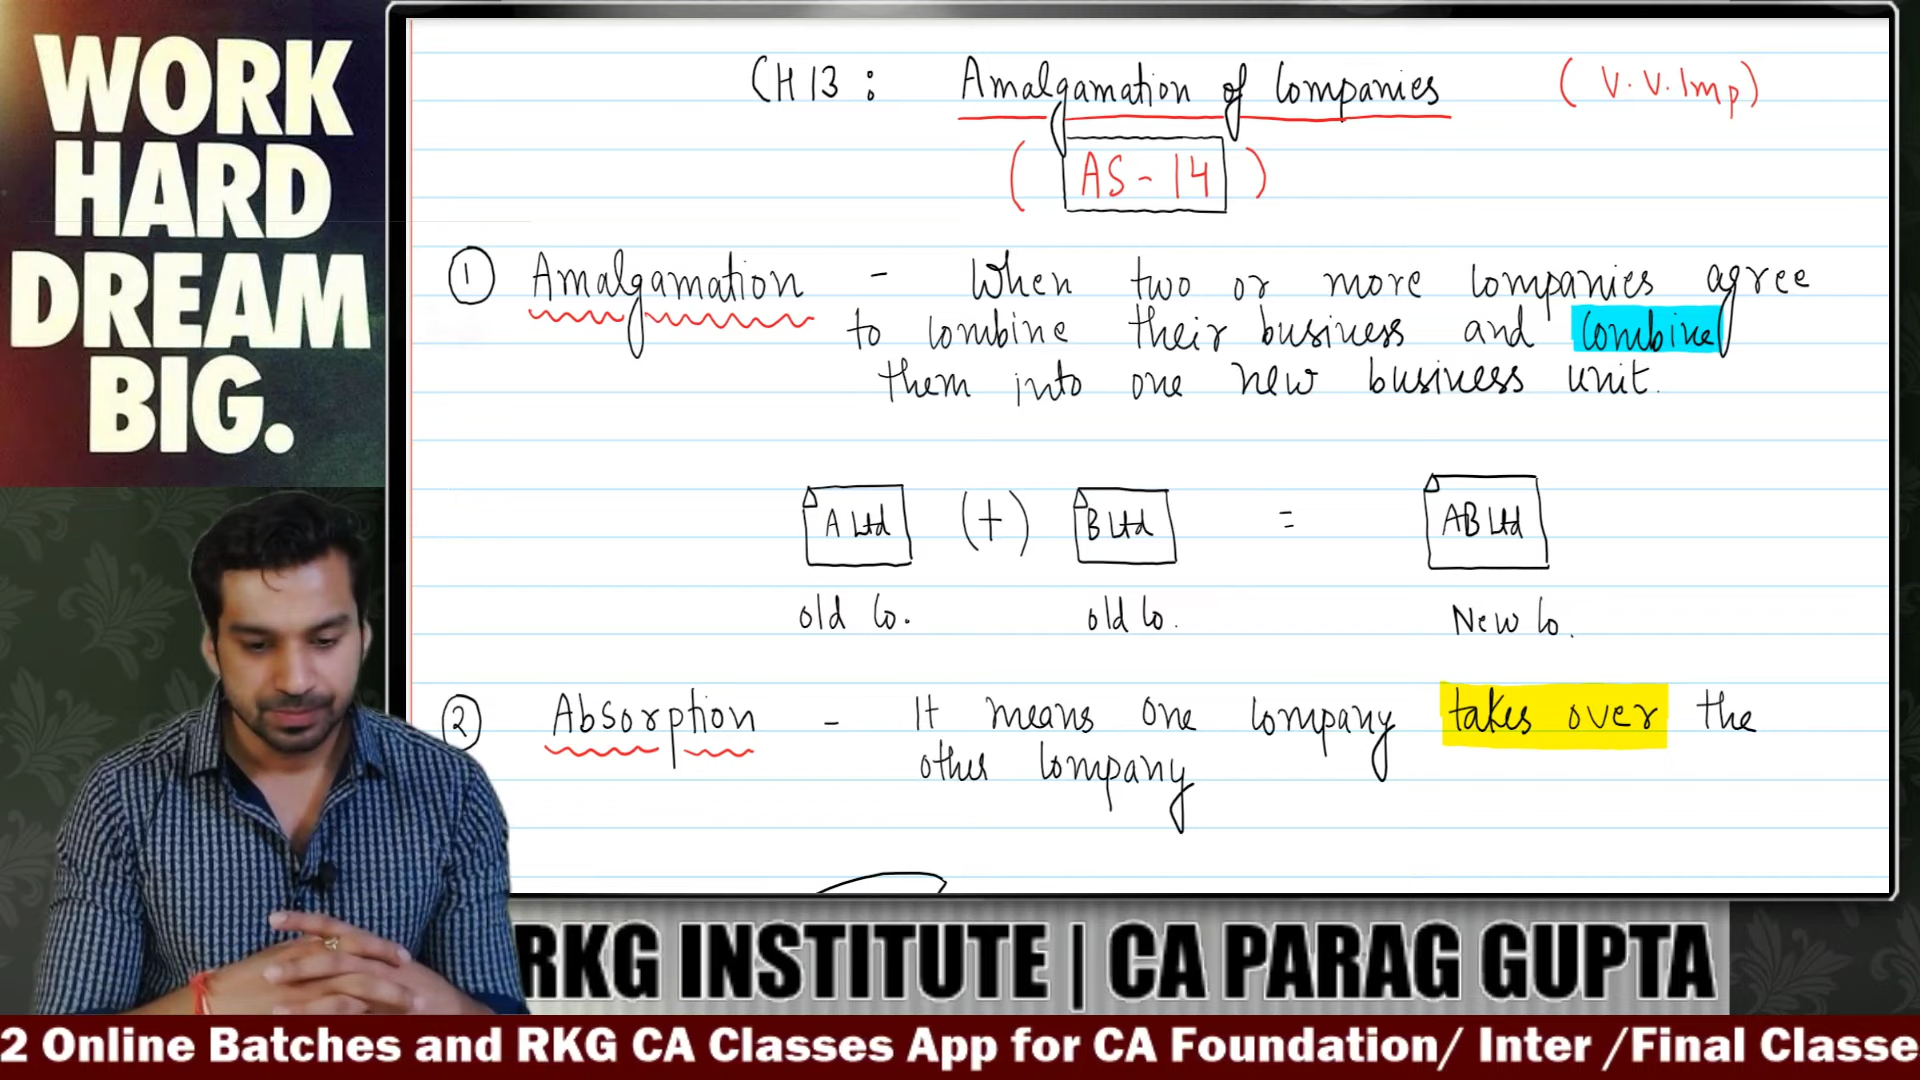 WORK
HARD
DREAM
BIG.
CH 13 : Amalgamation of Companies (V.V.Imp)
( AS-14 )
① Amalgamation - When two or more companies agree
to combine their business and combine
them into one new business unit.
A Ltd (+) B Ltd = AB Ltd
old Co. old Co. New Co.
② Absorption - It means one company takes over the
other company
RKG INSTITUTE | CA PARAG GUPTA
2 Online Batches and RKG CA Classes App for CA Foundation/ Inter /Final Classe